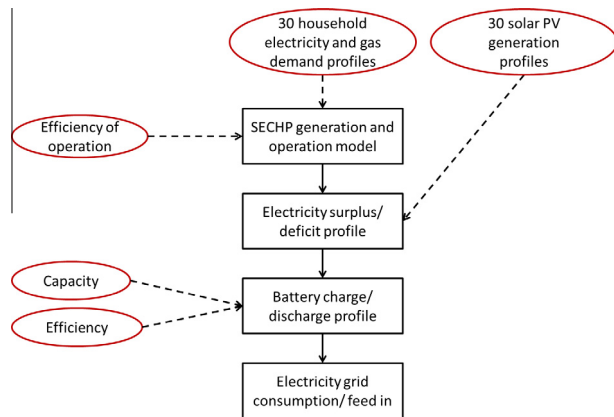 30 household
electricity and gas
demand profiles
30 solar PV
generation
profiles
Efficiency of
operation
SECHP generation and
operation model
Electricity surplus/
deficit profile
Capacity
Efficiency
Battery charge/
discharge profile
Electricity grid
consumption/ feed in